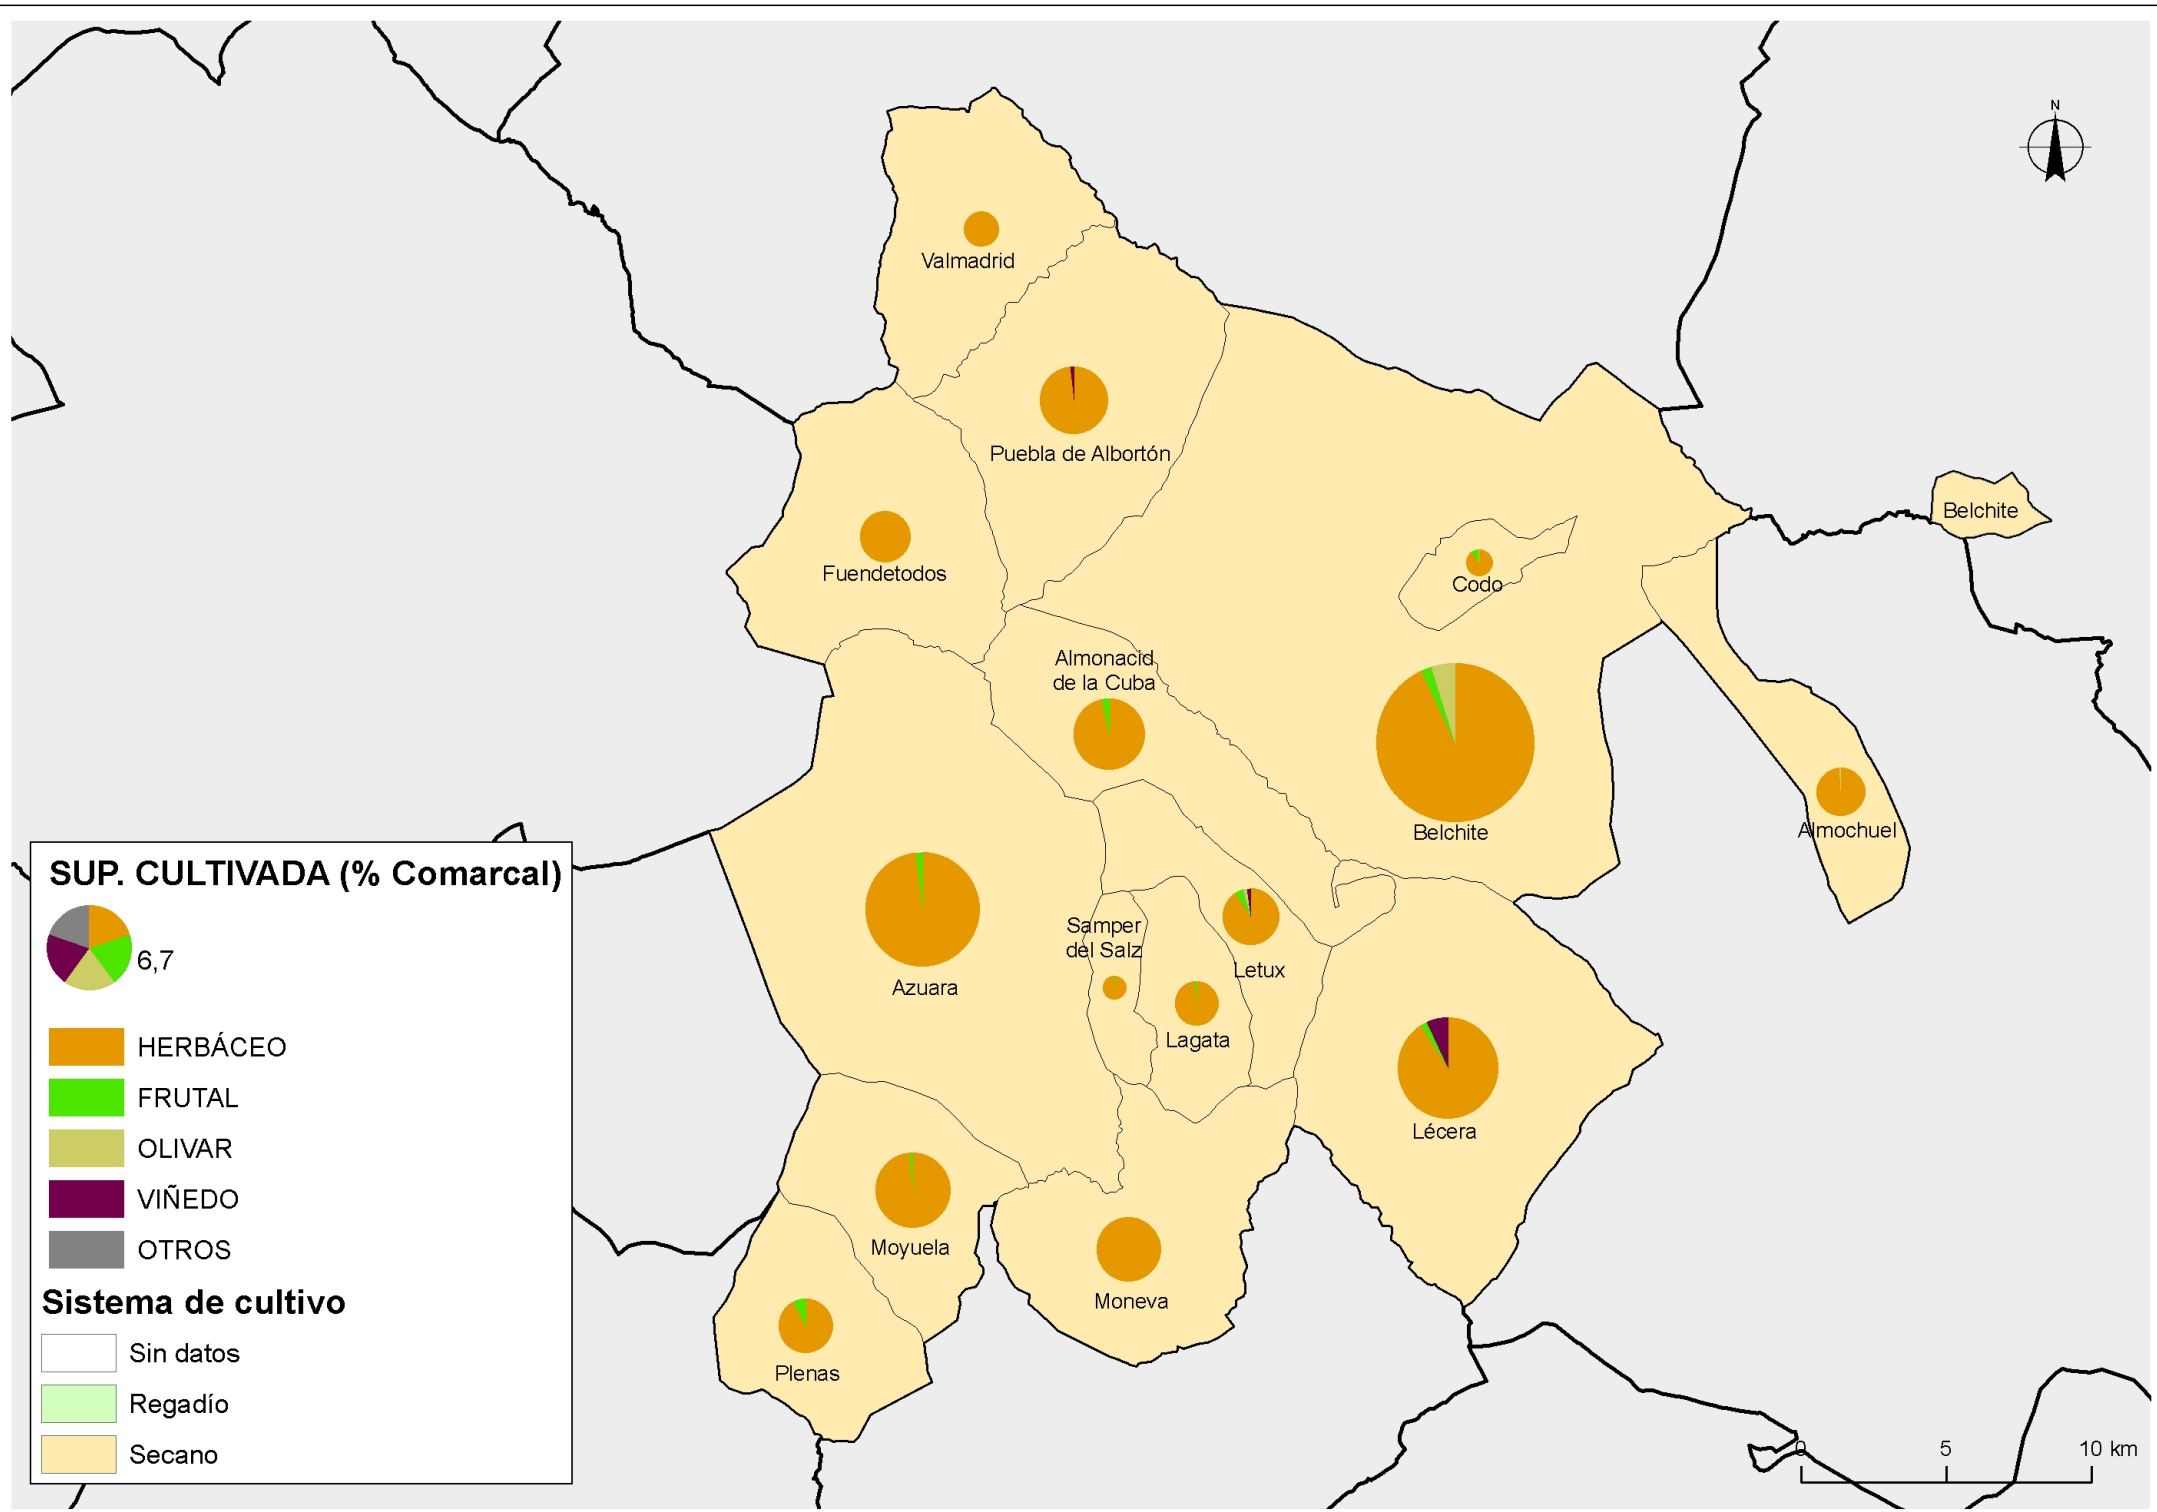 N
Valmadrid
Puebla de Albortón
Belchite
Fuendetodos
Codo
Almonacid
de la Cuba
Belchite
Almochuel
Azuara
Samper
del Salz
Letux
Lagata
Lécera
Moyuela
Moneva
Plenas
SUP. CULTIVADA (% Comarcal)
6,7
HERBÁCEO
FRUTAL
OLIVAR
VIÑEDO
OTROS
Sistema de cultivo
Sin datos
Regadío
Secano
0 5 10 km